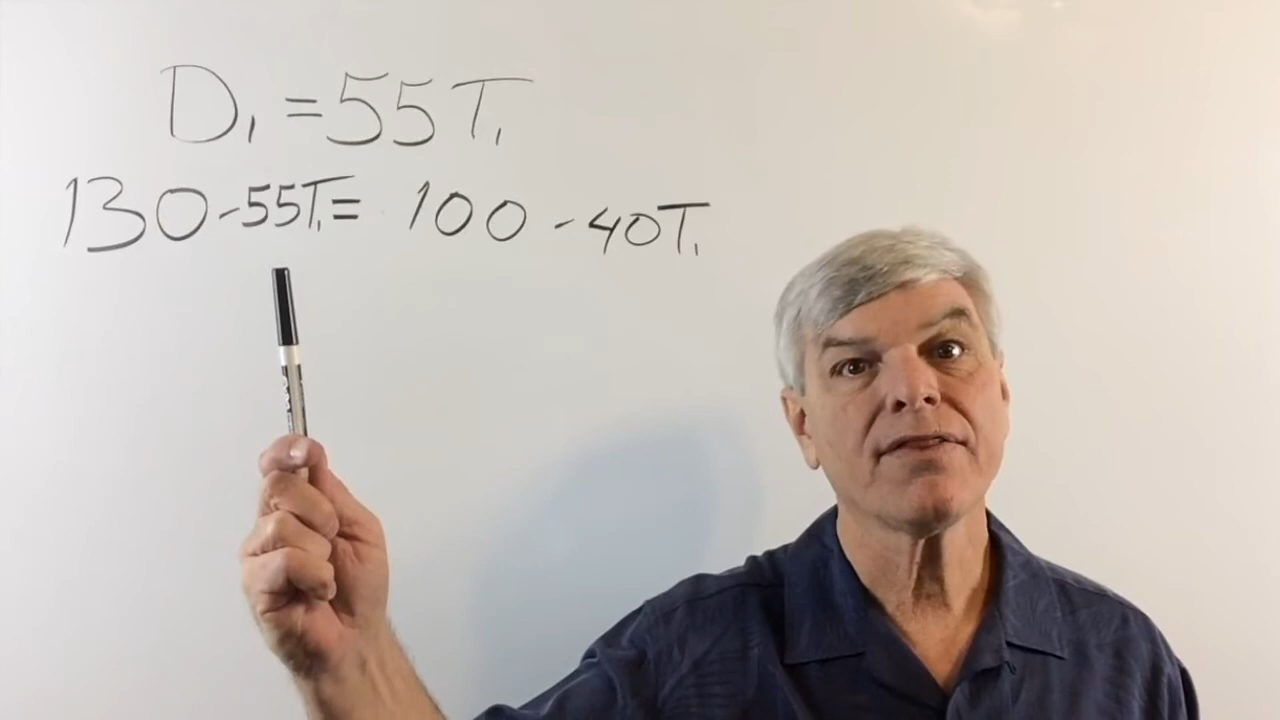 D₁ = 55T₁
130 - 55T₁ = 100 - 40T₁